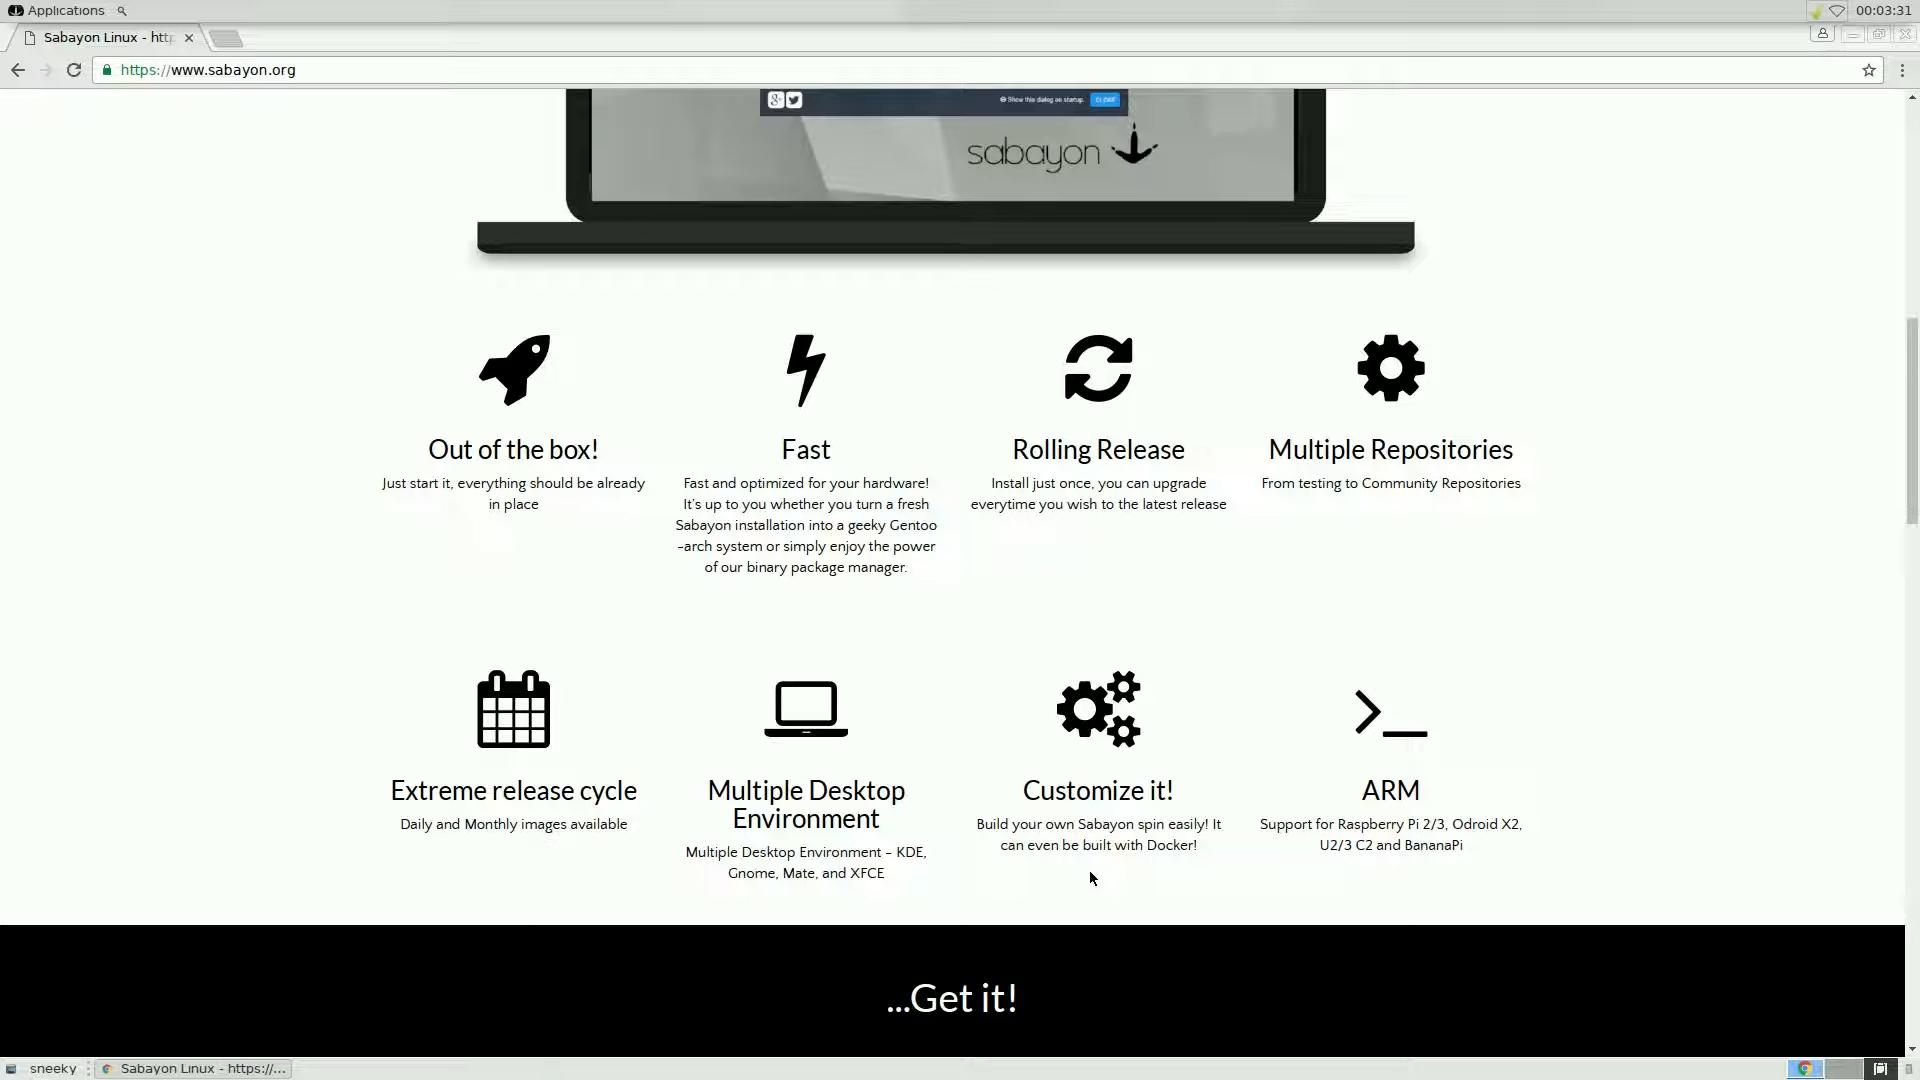 Applications
00:03:31
Sabayon Linux - http
https://www.sabayon.org
Show this dialog on startup. CLOSE
sabayon
Out of the box!
Just start it, everything should be already
in place
Fast
Fast and optimized for your hardware!
It's up to you whether you turn a fresh
Sabayon installation into a geeky Gentoo
-arch system or simply enjoy the power
of our binary package manager.
Rolling Release
Install just once, you can upgrade
everytime you wish to the latest release
Multiple Repositories
From testing to Community Repositories
Extreme release cycle
Daily and Monthly images available
Multiple Desktop
Environment
Multiple Desktop Environment – KDE,
Gnome, Mate, and XFCE
Customize it!
Build your own Sabayon spin easily! It
can even be built with Docker!
ARM
Support for Raspberry Pi 2/3, Odroid X2,
U2/3 C2 and BananaPi
...Get it!
sneeky
Sabayon Linux - https://...